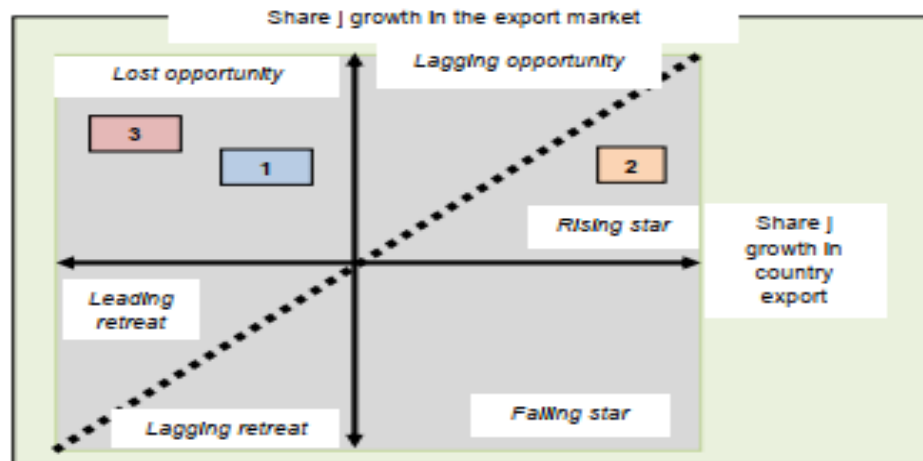 Share j growth in the export market
Lost opportunity
Lagging opportunity
3
1
2
Rising star
Share j
growth in
country
export
Leading
retreat
Lagging retreat
Falling star